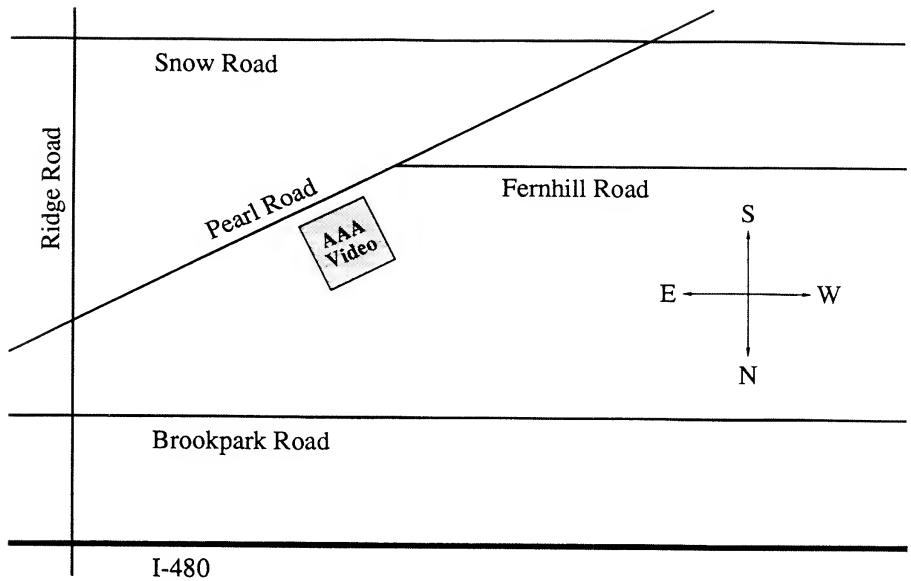 Snow Road
Ridge Road
Pearl Road
Fernhill Road
AAA
Video
S
E
W
N
Brookpark Road
I-480